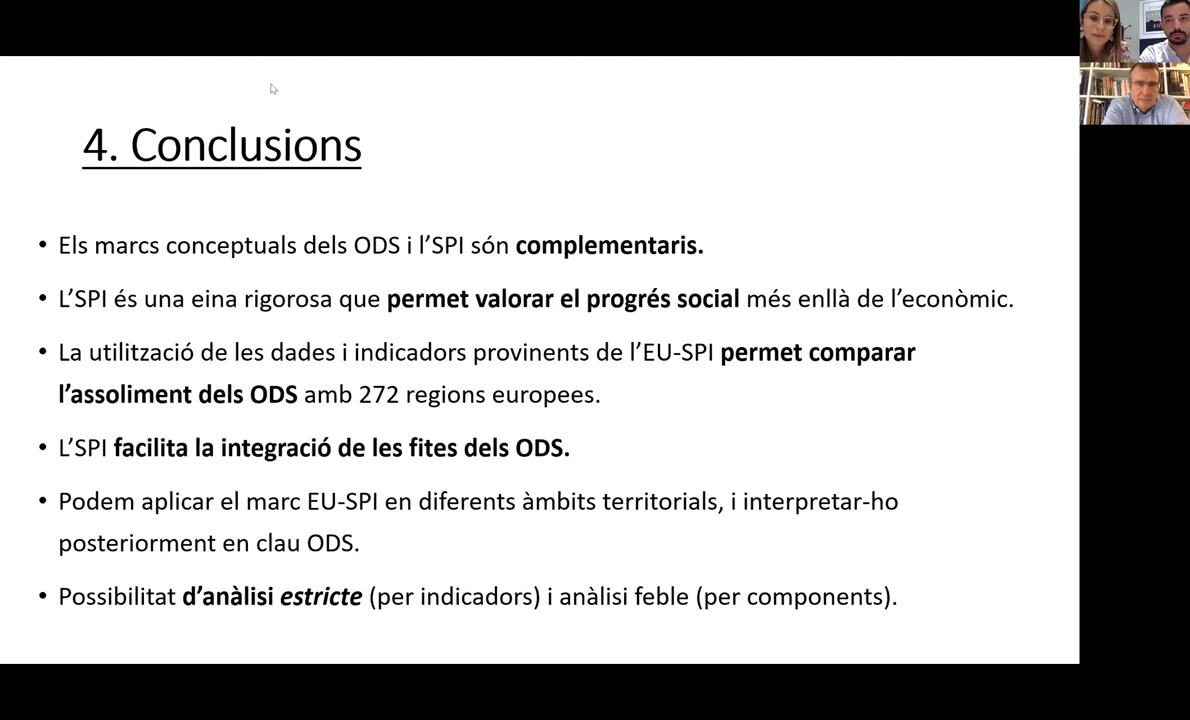 4. Conclusions
• Els marcs conceptuals dels ODS i l’SPI són complementaris.
• L’SPI és una eina rigorosa que permet valorar el progrés social més enllà de l’econòmic.
• La utilització de les dades i indicadors provinents de l’EU-SPI permet comparar
l’assoliment dels ODS amb 272 regions europees.
• L’SPI facilita la integració de les fites dels ODS.
• Podem aplicar el marc EU-SPI en diferents àmbits territorials, i interpretar-ho
posteriorment en clau ODS.
• Possibilitat d’anàlisi estricte (per indicadors) i anàlisi feble (per components).